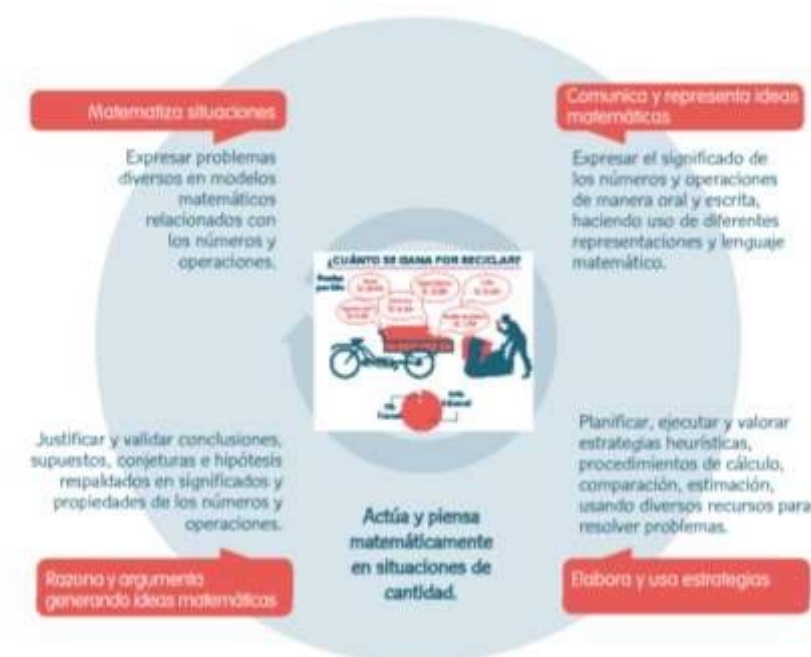 Matematiza situaciones
Expresar problemas
diversos en modelos
matemáticos
relacionados con
los números y
operaciones.
Comunica y representa ideas
matemáticas
Expresar el significado de
los números y operaciones
de manera oral y escrita,
haciendo uso de diferentes
representaciones y lenguaje
matemático.
¿CUÁNTO SE GANA POR RECICLAR?
Justificar y validar conclusiones,
supuestos, conjeturas e hipótesis
respaldados en significados y
propiedades de los números y
operaciones.
Razona y argumenta
generando ideas matemáticas
Actúa y piensa
matemáticamente
en situaciones de
cantidad.
Planificar, ejecutar y valorar
estrategias heurísticas,
procedimientos de cálculo,
comparación, estimación,
usando diversos recursos para
resolver problemas.
Elabora y usa estrategias